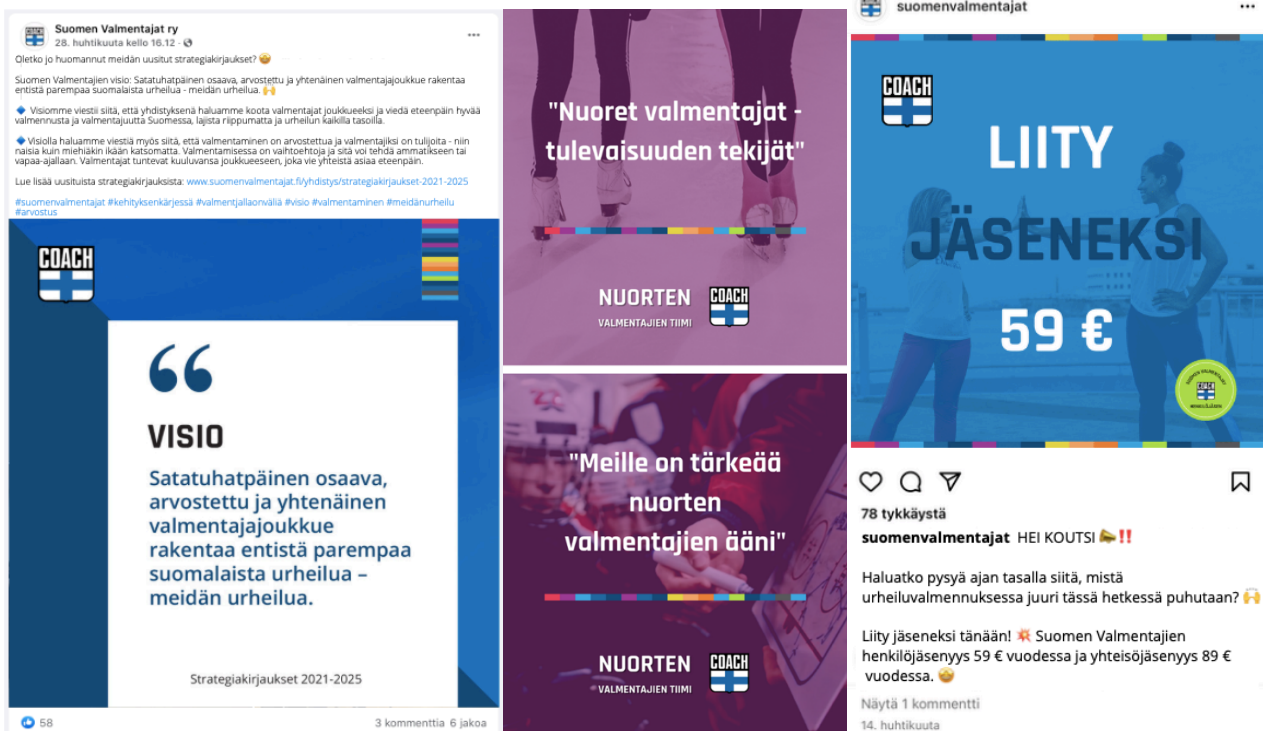 Suomen Valmentajat ry
28. huhtikuuta kello 16.12 ·
Oletko jo huomannut meidän uusitut strategiakirjaukset? 🤩
Suomen Valmentajien visio: Satatuhatpäinen osaava, arvostettu ja yhtenäinen valmentajajoukkue rakentaa
entistä parempaa suomalaista urheilua - meidän urheilua. 🙌
🔹 Visiomme viestii siitä, että yhdistyksenä haluamme koota valmentajat joukkueeksi ja viedä eteenpäin hyvää
valmennusta ja valmentajuutta Suomessa, lajista riippumatta ja urheilun kaikilla tasoilla.
🔹 Visiolla haluamme viestiä myös siitä, että valmentaminen on arvostettua ja valmentajiksi on tulijoita - niin
naisia kuin miehiäkin ikään katsomatta. Valmentamisessa on vaihtoehtoja ja sitä voi tehdä ammatikseen tai
vapaa-ajallaan. Valmentajat tuntevat kuuluvansa joukkueeseen, joka vie yhteistä asiaa eteenpäin.
Lue lisää uusituista strategiakirjauksista: www.suomenvalmentajat.fi/yhdistys/strategiakirjaukset-2021-2025
#suomenvalmentajat #kehityksenkärjessä #valmentjallaonväliä #visio #valmentaminen #meidänurheilu
#arvostus
COACH
VISIO
Satatuhatpäinen osaava,
arvostettu ja yhtenäinen
valmentajajoukkue
rakentaa entistä parempaa
suomalaista urheilua –
meidän urheilua.
Strategiakirjaukset 2021-2025
58
3 kommenttia 6 jakoa
"Nuoret valmentajat -
tulevaisuuden tekijät"
NUORTEN
VALMENTAJIEN TIIMI
COACH
"Meille on tärkeää
nuorten
valmentajien ääni"
NUORTEN
VALMENTAJIEN TIIMI
COACH
suomenvalmentajat
COACH
LIITY
JÄSENEKSI
59 €
SUOMEN VALMENTAJAT
COACH
78 tykkäystä
suomenvalmentajat HEI KOUTSI 📣‼️
Haluatko pysyä ajan tasalla siitä, mistä
urheiluvalmennuksessa juuri tässä hetkessä puhutaan? 🙌
Liity jäseneksi tänään! 💥 Suomen Valmentajien
henkilöjäsenyys 59 € vuodessa ja yhteisöjäsenyys 89 €
vuodessa. 🤩
Näytä 1 kommentti
14. huhtikuuta